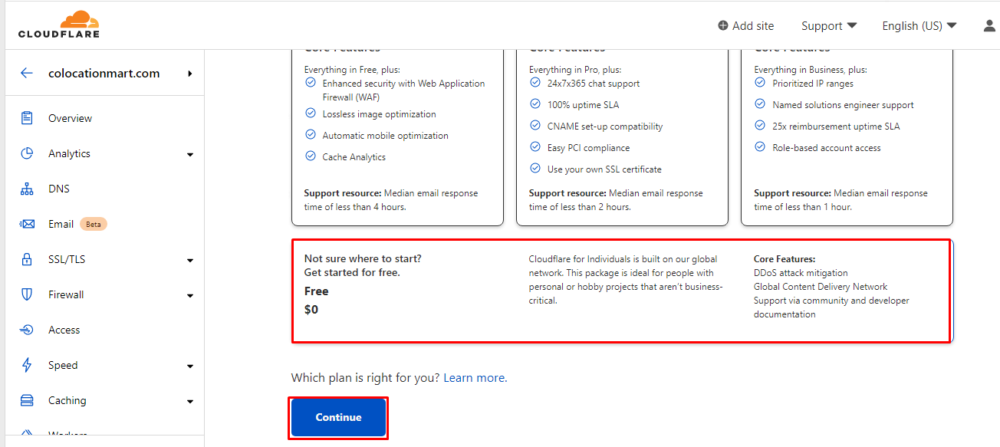 CLOUDFLARE
Add site
Support
English (US)
colocationmart.com
Overview
Analytics
DNS
Email Beta
SSL/TLS
Firewall
Access
Speed
Caching
Workers
Core Features
Everything in Free, plus:
Enhanced security with Web Application
Firewall (WAF)
Lossless image optimization
Automatic mobile optimization
Cache Analytics
Support resource: Median email response
time of less than 4 hours.
Core Features
Everything in Pro, plus:
24x7x365 chat support
100% uptime SLA
CNAME set-up compatibility
Easy PCI compliance
Use your own SSL certificate
Support resource: Median email response
time of less than 2 hours.
Core Features
Everything in Business, plus:
Prioritized IP ranges
Named solutions engineer support
25x reimbursement uptime SLA
Role-based account access
Support resource: Median email response
time of less than 1 hour.
Not sure where to start?
Get started for free.
Free
$0
Cloudflare for Individuals is built on our global
network. This package is ideal for people with
personal or hobby projects that aren't business-
critical.
Core Features:
DDoS attack mitigation
Global Content Delivery Network
Support via community and developer
documentation
Which plan is right for you? Learn more.
Continue